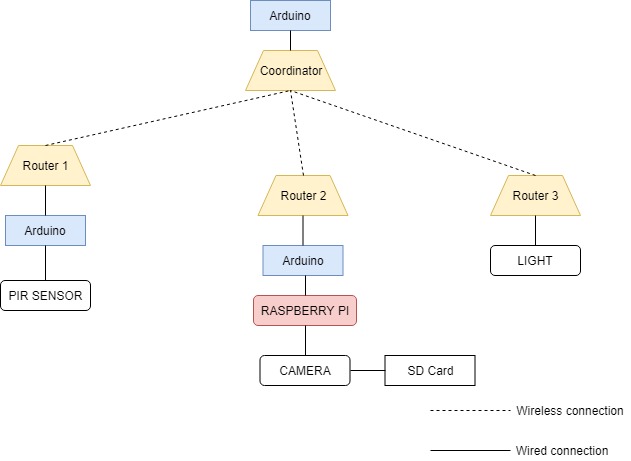 Arduino
Coordinator
Router 1
Router 2
Router 3
Arduino
Arduino
LIGHT
PIR SENSOR
RASPBERRY PI
CAMERA
SD Card
Wireless connection
Wired connection